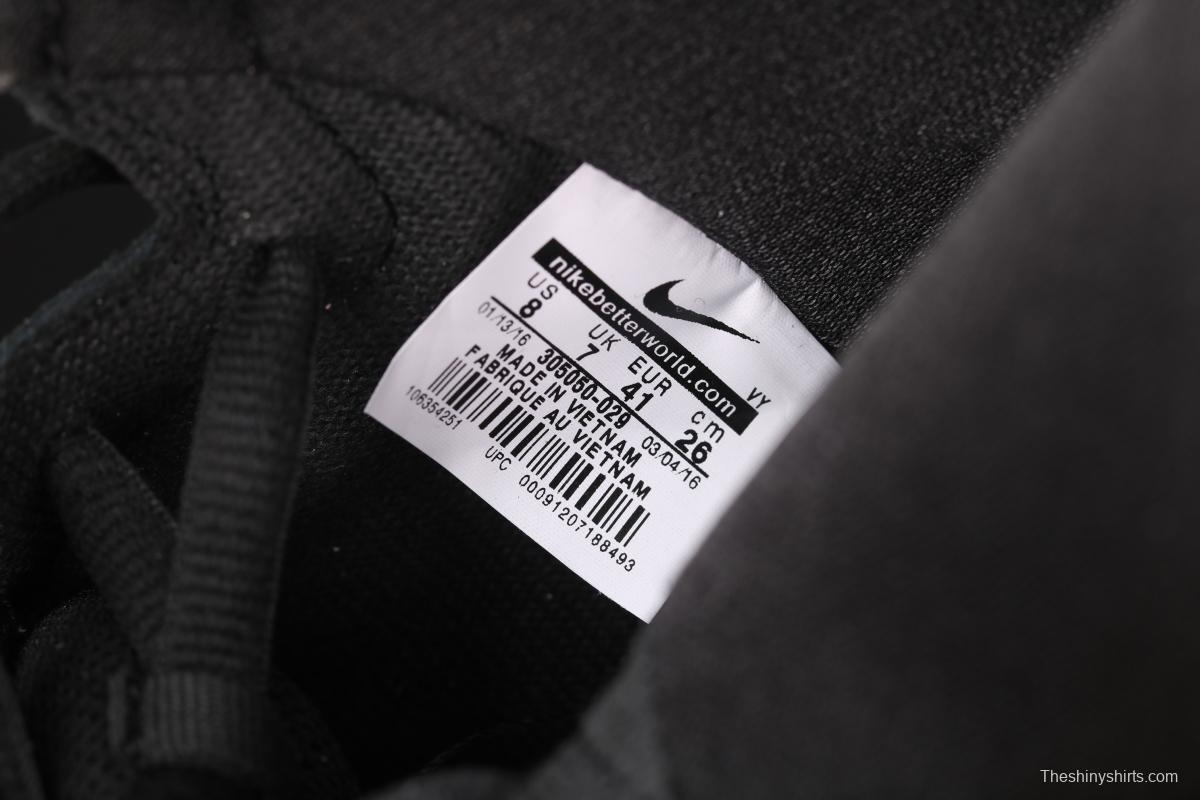 nikebetterworld.com
VY
US UK EUR cm
8 7 41 26
01/13/16 305050-029 03/04/16
MADE IN VIETNAM
FABRIQUE AU VIETNAM
106354251
UPC 00091207188493
Theshinyshirts.com